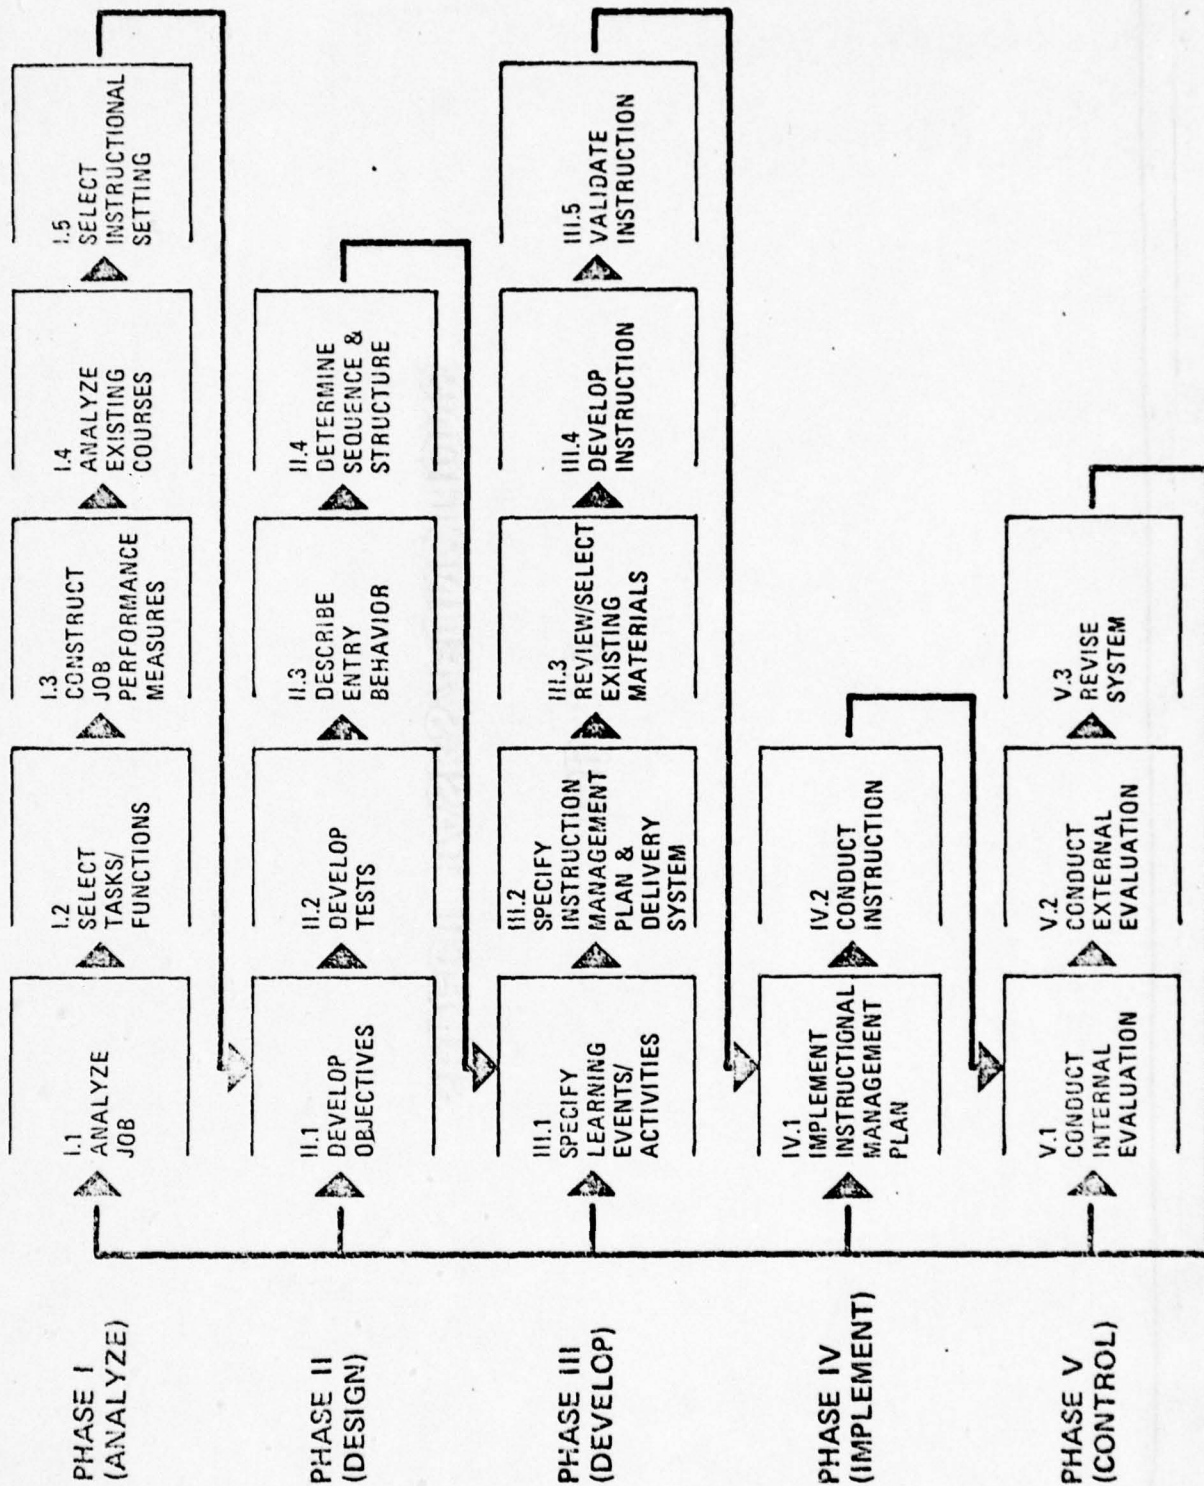 PHASE I
(ANALYZE)
I.1
ANALYZE
JOB
I.2
SELECT
TASKS/
FUNCTIONS
I.3
CONSTRUCT
JOB
PERFORMANCE
MEASURES
I.4
ANALYZE
EXISTING
COURSES
I.5
SELECT
INSTRUCTIONAL
SETTING
PHASE II
(DESIGN)
II.1
DEVELOP
OBJECTIVES
II.2
DEVELOP
TESTS
II.3
DESCRIBE
ENTRY
BEHAVIOR
II.4
DETERMINE
SEQUENCE &
STRUCTURE
PHASE III
(DEVELOP)
III.1
SPECIFY
LEARNING
EVENTS/
ACTIVITIES
III.2
SPECIFY
INSTRUCTION
MANAGEMENT
PLAN &
DELIVERY
SYSTEM
III.3
REVIEW/SELECT
EXISTING
MATERIALS
III.4
DEVELOP
INSTRUCTION
III.5
VALIDATE
INSTRUCTION
PHASE IV
(IMPLEMENT)
IV.1
IMPLEMENT
INSTRUCTIONAL
MANAGEMENT
PLAN
IV.2
CONDUCT
INSTRUCTION
PHASE V
(CONTROL)
V.1
CONDUCT
INTERNAL
EVALUATION
V.2
CONDUCT
EXTERNAL
EVALUATION
V.3
REVISE
SYSTEM